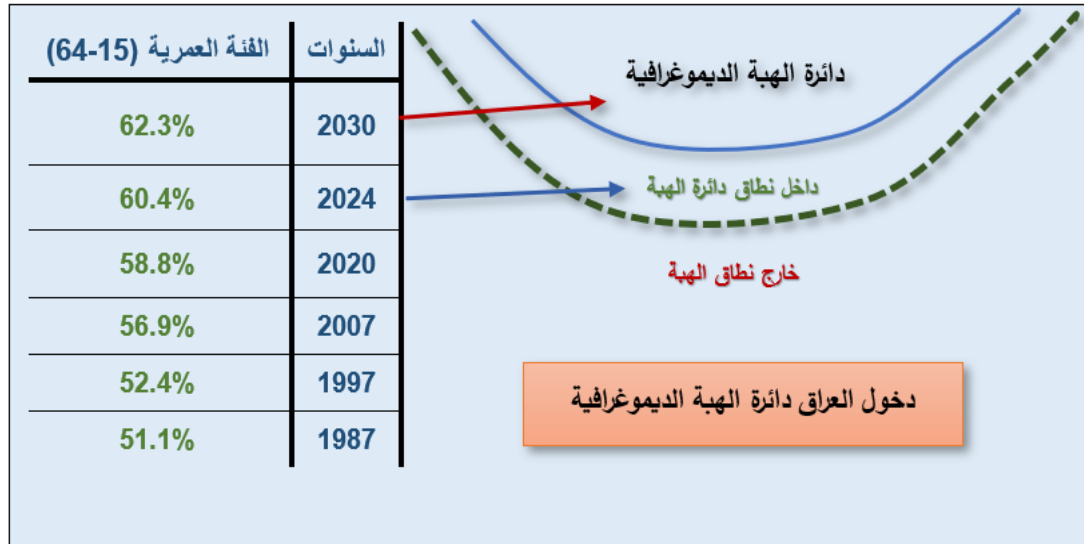 السنوات الفئة العمرية (15-64)
2030 62.3%
2024 60.4%
2020 58.8%
2007 56.9%
1997 52.4%
1987 51.1%
دائرة الهبة الديموغرافية
داخل نطاق دائرة الهبة
خارج نطاق الهبة
دخول العراق دائرة الهبة الديموغرافية